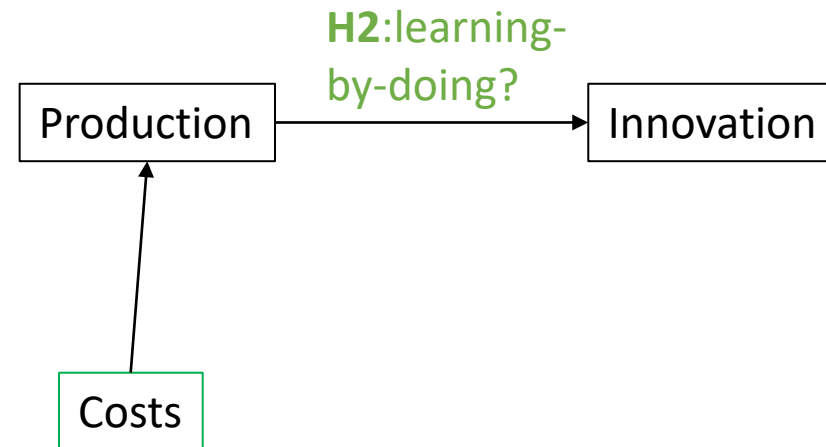 H2:learning-
by-doing?
Production
Innovation
Costs